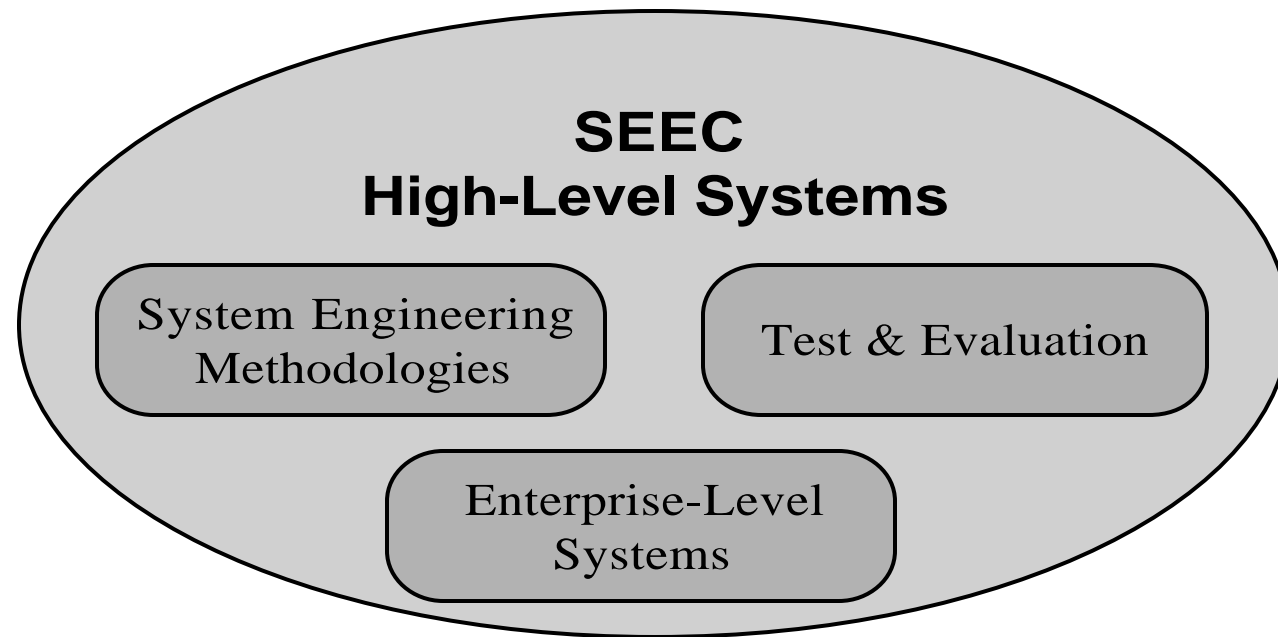 SEEC
High-Level Systems
System Engineering
Methodologies
Test & Evaluation
Enterprise-Level
Systems